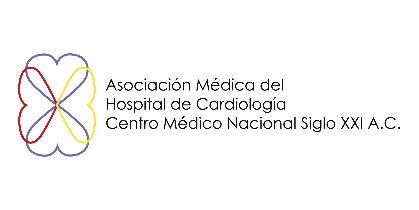 Asociación Médica del
Hospital de Cardiología
Centro Médico Nacional Siglo XXI A.C.